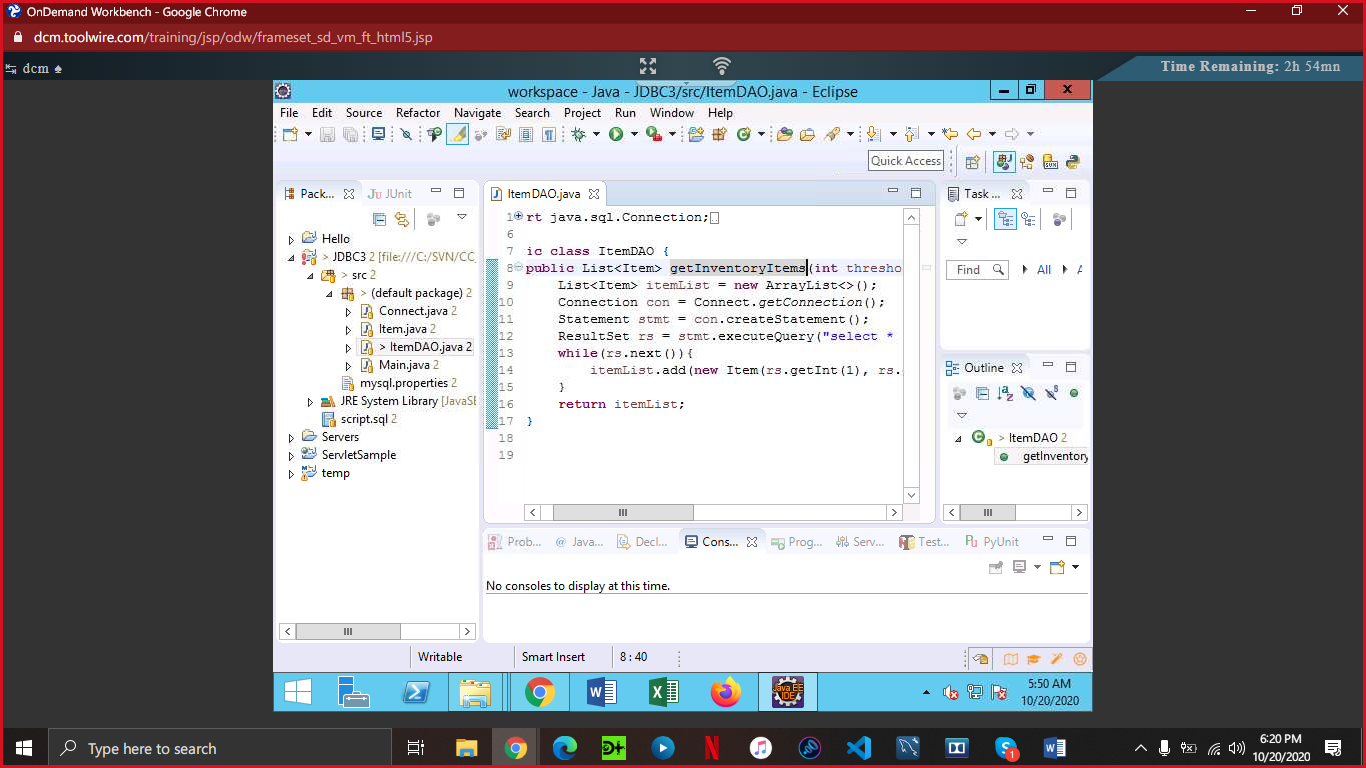 OnDemand Workbench - Google Chrome
dcm.toolwire.com/training/jsp/odw/frameset_sd_vm_ft_html5.jsp
dcm ♠
Time Remaining: 2h 54mn
workspace - Java - JDBC3/src/ItemDAO.java - Eclipse
File Edit Source Refactor Navigate Search Project Run Window Help
Quick Access
Pack... JUnit
ItemDAO.java
Task ...
Hello
> JDBC3 2 [file:///C:/SVN/CC_
> src 2
> (default package) 2
Connect.java 2
Item.java 2
> ItemDAO.java 2
Main.java 2
mysql.properties 2
JRE System Library [JavaSE
script.sql 2
Servers
ServletSample
temp
1 rt java.sql.Connection;
6
7 ic class ItemDAO {
8 public List<Item> getInventoryItems(int thresho
9 List<Item> itemList = new ArrayList<>();
10 Connection con = Connect.getConnection();
11 Statement stmt = con.createStatement();
12 ResultSet rs = stmt.executeQuery("select *
13 while(rs.next()){
14 itemList.add(new Item(rs.getInt(1), rs.
15 }
16 return itemList;
17 }
18
19
Find All A
Outline
> ItemDAO 2
getInventory
Prob... Java... Decl... Cons... Prog... Serv... Test... PyUnit
No consoles to display at this time.
Writable Smart Insert 8 : 40
5:50 AM
10/20/2020
Type here to search
6:20 PM
10/20/2020